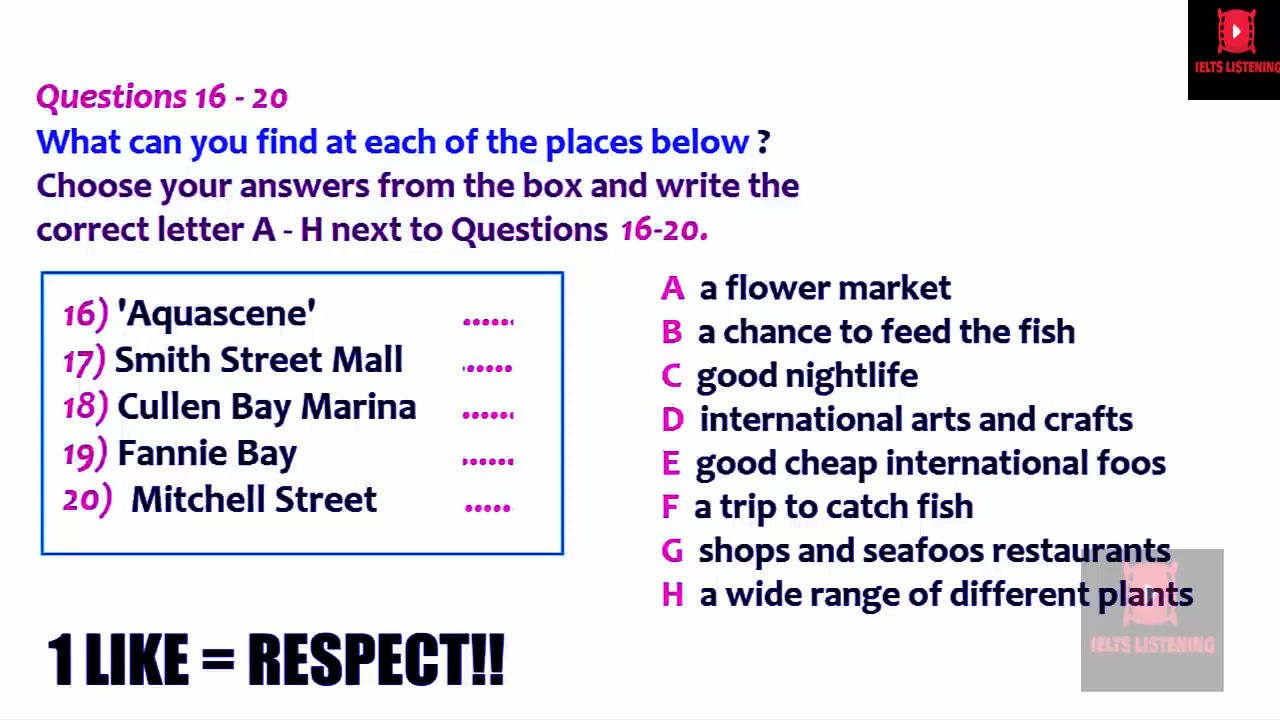 IELTS LISTENING
Questions 16 - 20
What can you find at each of the places below ?
Choose your answers from the box and write the
correct letter A - H next to Questions 16-20.
16) 'Aquascene' ......
17) Smith Street Mall ......
18) Cullen Bay Marina ......
19) Fannie Bay ......
20) Mitchell Street .....
A a flower market
B a chance to feed the fish
C good nightlife
D international arts and crafts
E good cheap international foos
F a trip to catch fish
G shops and seafoos restaurants
H a wide range of different plants
IELTS LISTENING
1 LIKE = RESPECT!!